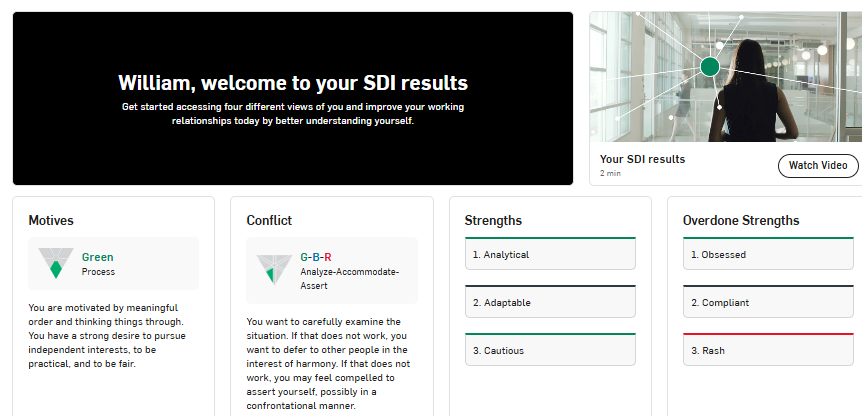 William, welcome to your SDI results
Get started accessing four different views of you and improve your working
relationships today by better understanding yourself.
Your SDI results
2 min
Watch Video
Motives
Green
Process
You are motivated by meaningful
order and thinking things through.
You have a strong desire to pursue
independent interests, to be
practical, and to be fair.
Conflict
G-B-R
Analyze-Accommodate-
Assert
You want to carefully examine the
situation. If that does not work, you
want to defer to other people in the
interest of harmony. If that does not
work, you may feel compelled to
assert yourself, possibly in a
confrontational manner.
Strengths
1. Analytical
2. Adaptable
3. Cautious
Overdone Strengths
1. Obsessed
2. Compliant
3. Rash